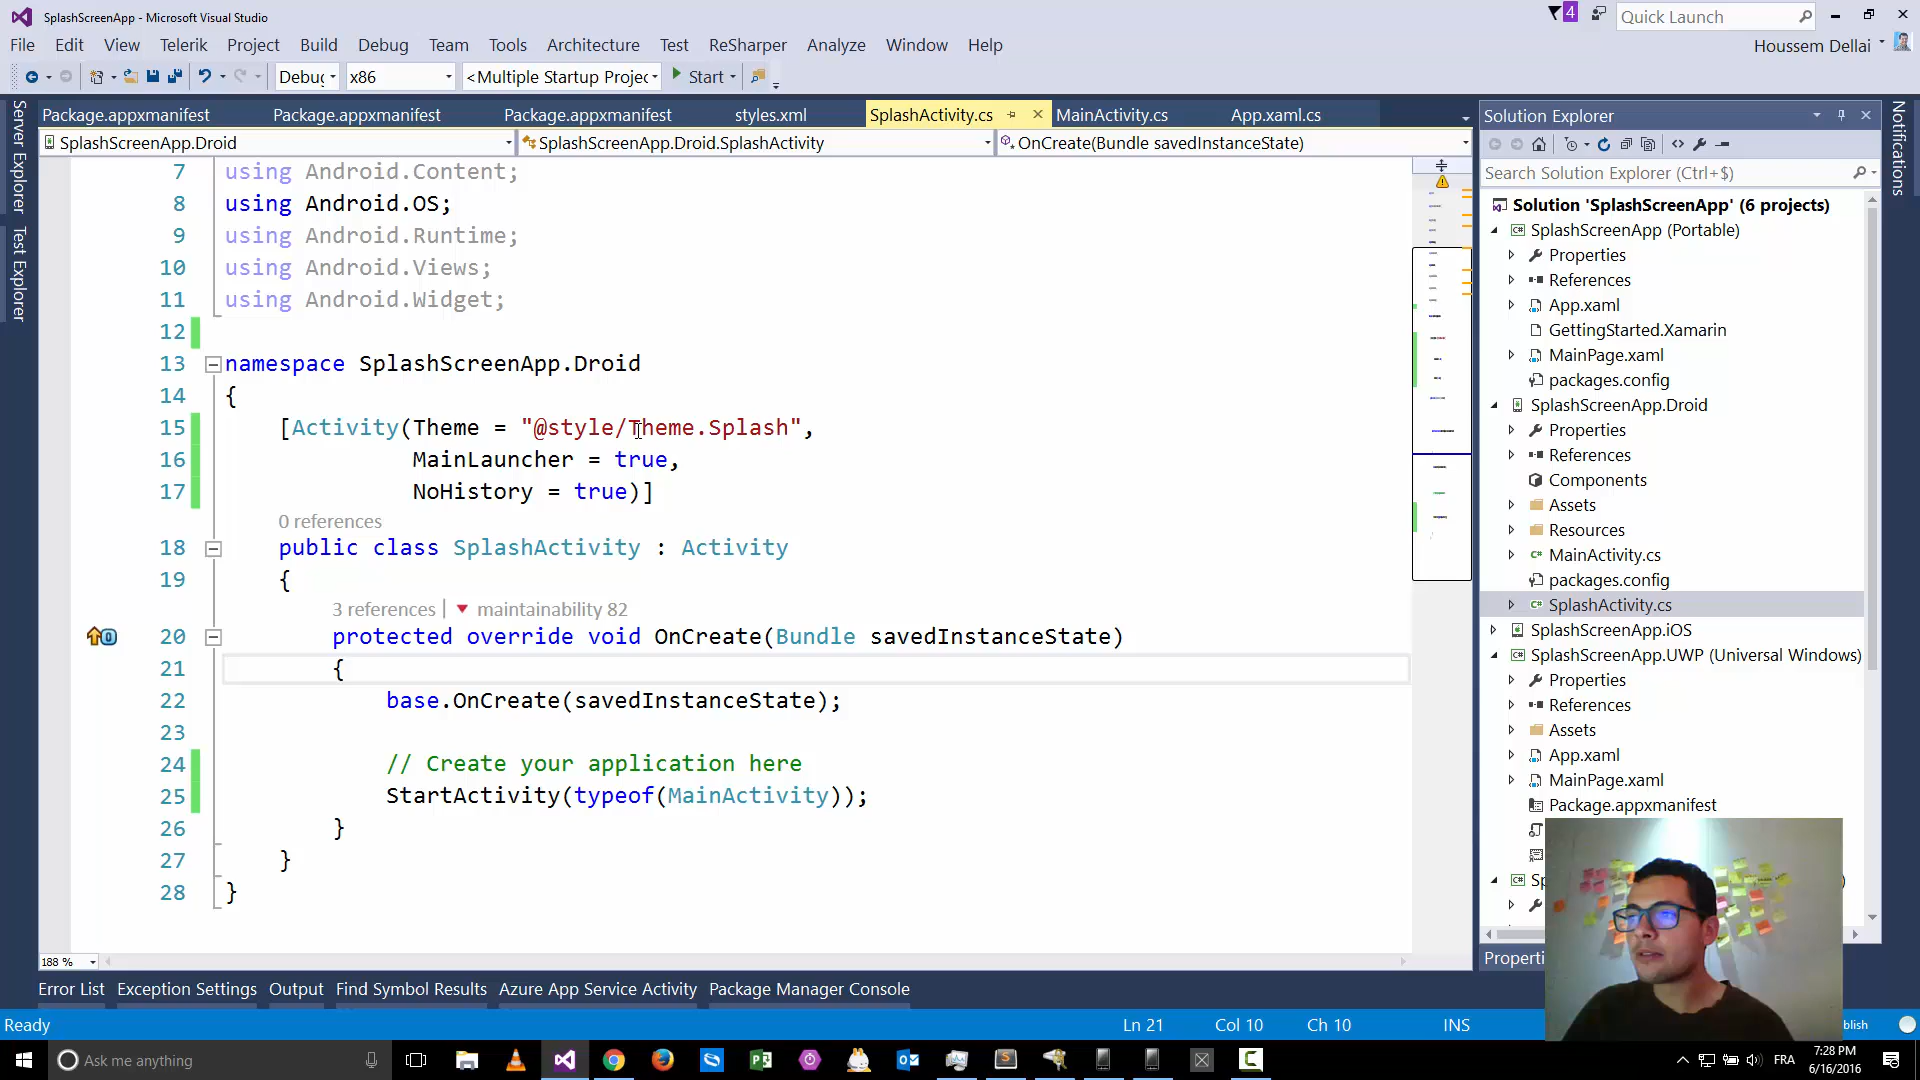 SplashScreenApp - Microsoft Visual Studio
4
Quick Launch
File Edit View Telerik Project Build Debug Team Tools Architecture Test ReSharper Analyze Window Help
Houssem Dellai
Debug x86 <Multiple Startup Projec Start
Server Explorer
Test Explorer
Notifications
Package.appxmanifest Package.appxmanifest Package.appxmanifest styles.xml SplashActivity.cs MainActivity.cs App.xaml.cs
SplashScreenApp.Droid SplashScreenApp.Droid.SplashActivity OnCreate(Bundle savedInstanceState)
7 using Android.Content;
8 using Android.OS;
9 using Android.Runtime;
10 using Android.Views;
11 using Android.Widget;
12
13 namespace SplashScreenApp.Droid
14 {
15 [Activity(Theme = "@style/Theme.Splash",
16 MainLauncher = true,
17 NoHistory = true)]
0 references
18 public class SplashActivity : Activity
19 {
3 references | maintainability 82
20 protected override void OnCreate(Bundle savedInstanceState)
21 {
22 base.OnCreate(savedInstanceState);
23
24 // Create your application here
25 StartActivity(typeof(MainActivity));
26 }
27 }
28 }
188 %
Solution Explorer
Search Solution Explorer (Ctrl+$)
Solution 'SplashScreenApp' (6 projects)
SplashScreenApp (Portable)
Properties
References
App.xaml
GettingStarted.Xamarin
MainPage.xaml
packages.config
SplashScreenApp.Droid
Properties
References
Components
Assets
Resources
MainActivity.cs
packages.config
SplashActivity.cs
SplashScreenApp.iOS
SplashScreenApp.UWP (Universal Windows)
Properties
References
Assets
App.xaml
MainPage.xaml
Package.appxmanifest
Error List Exception Settings Output Find Symbol Results Azure App Service Activity Package Manager Console
Ready Ln 21 Col 10 Ch 10 INS
Ask me anything
FRA
7:28 PM
6/16/2016